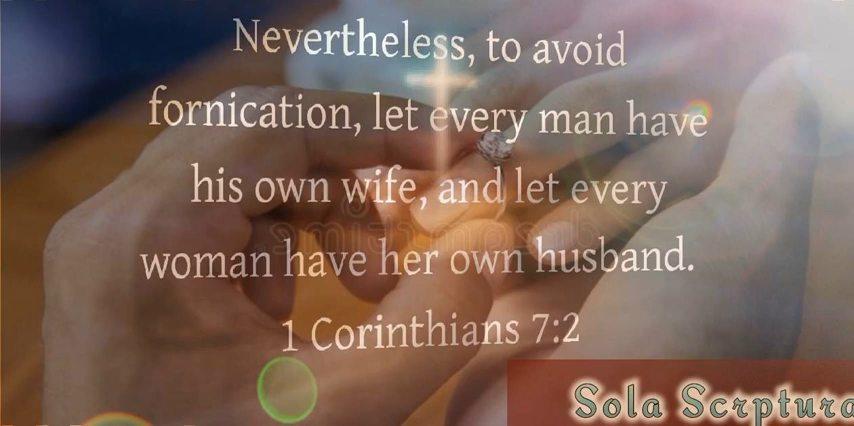 Nevertheless, to avoid
fornication, let every man have
his own wife, and let every
woman have her own husband.
1 Corinthians 7:2
Sola Scrptura